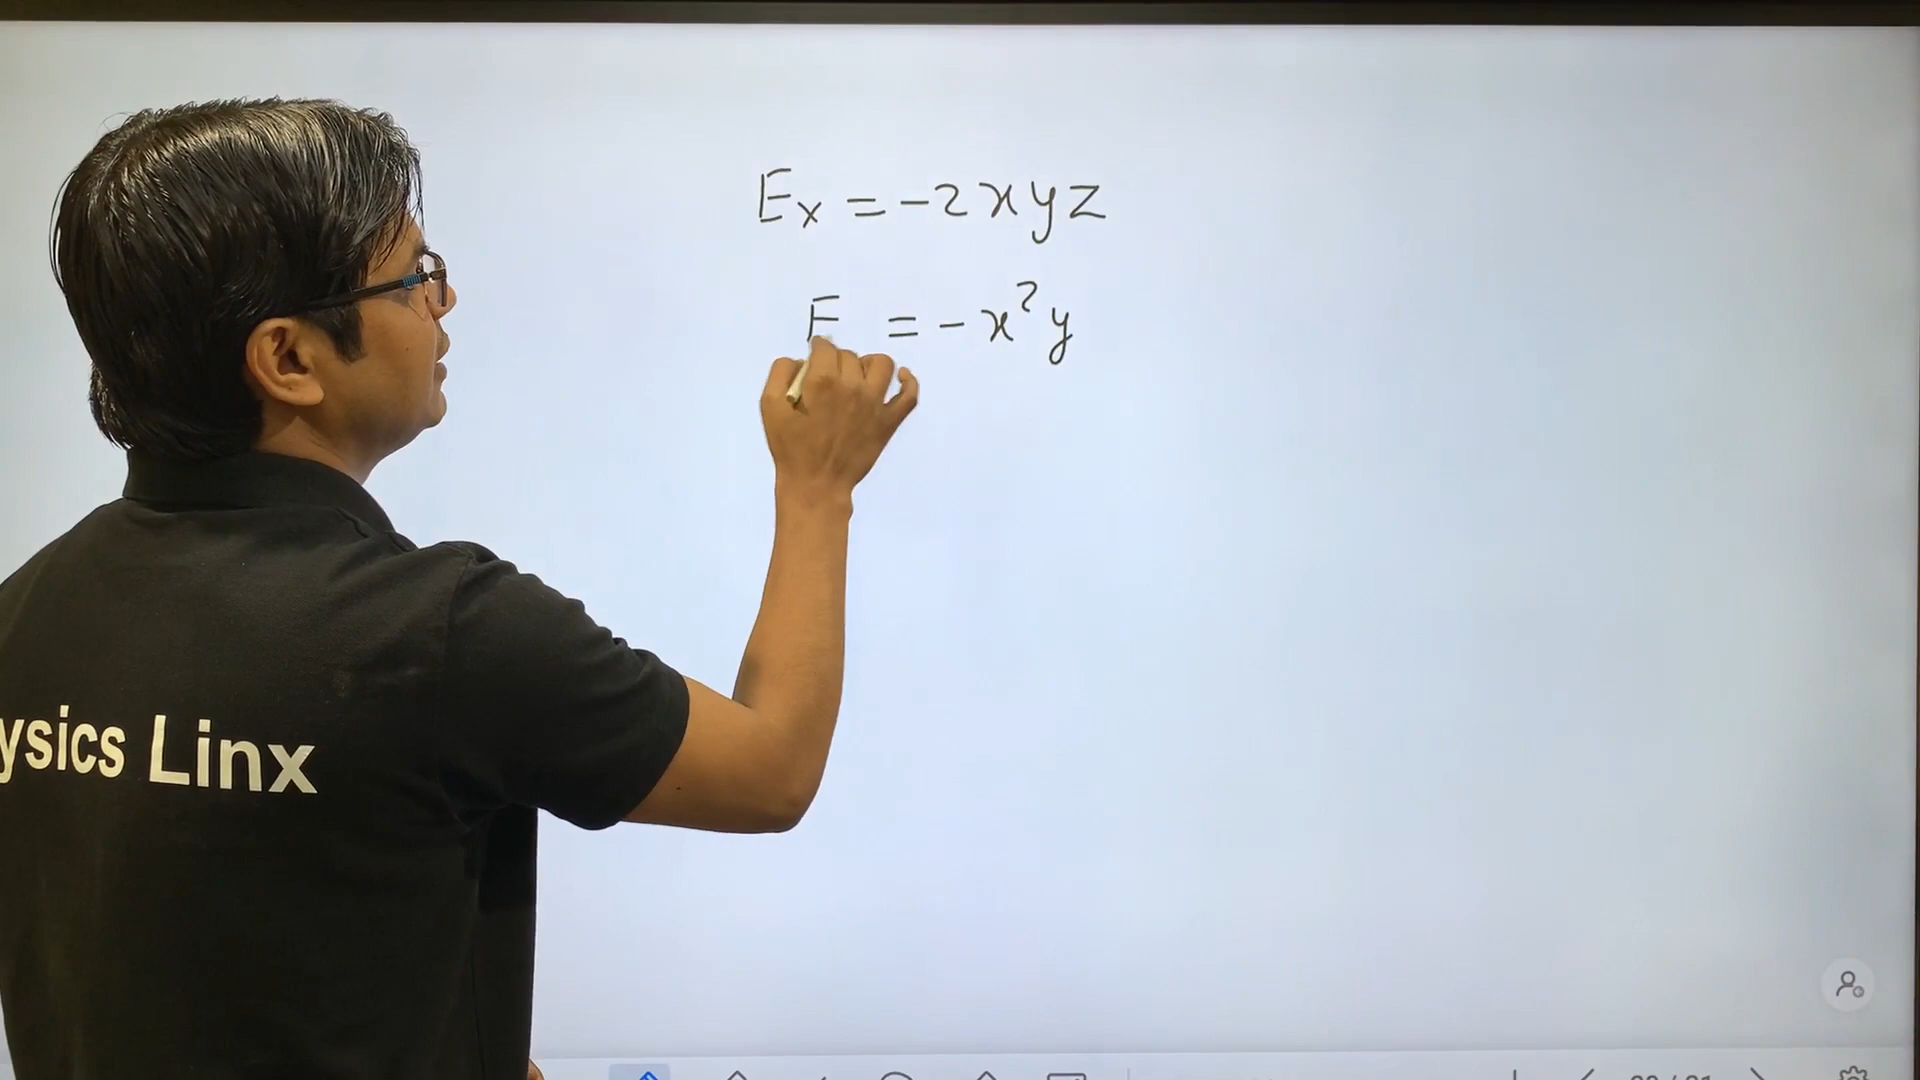 Ex = -2xyz
E = -x²y
ysics Linx